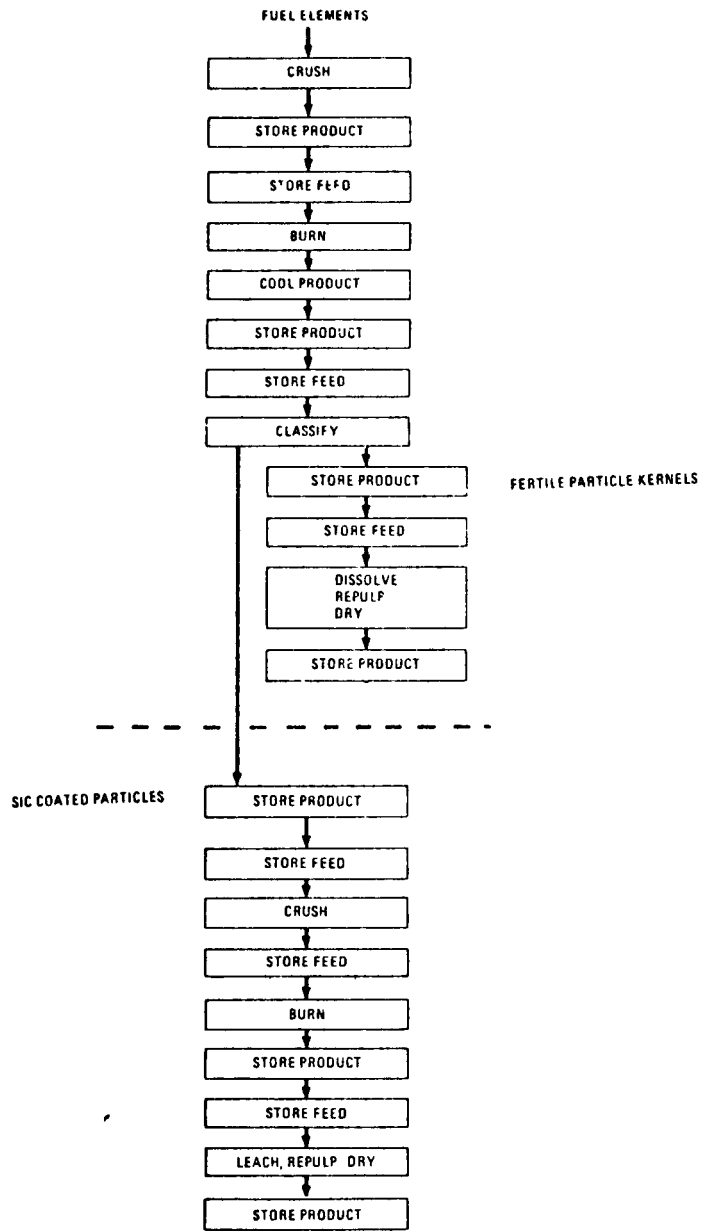 FUEL ELEMENTS
CRUSH
STORE PRODUCT
STORE FEED
BURN
COOL PRODUCT
STORE PRODUCT
STORE FEED
CLASSIFY
STORE PRODUCT
FERTILE PARTICLE KERNELS
STORE FEED
DISSOLVE
REPULP
DRY
STORE PRODUCT
SIC COATED PARTICLES
STORE PRODUCT
STORE FEED
CRUSH
STORE FEED
BURN
STORE PRODUCT
STORE FEED
LEACH, REPULP DRY
STORE PRODUCT